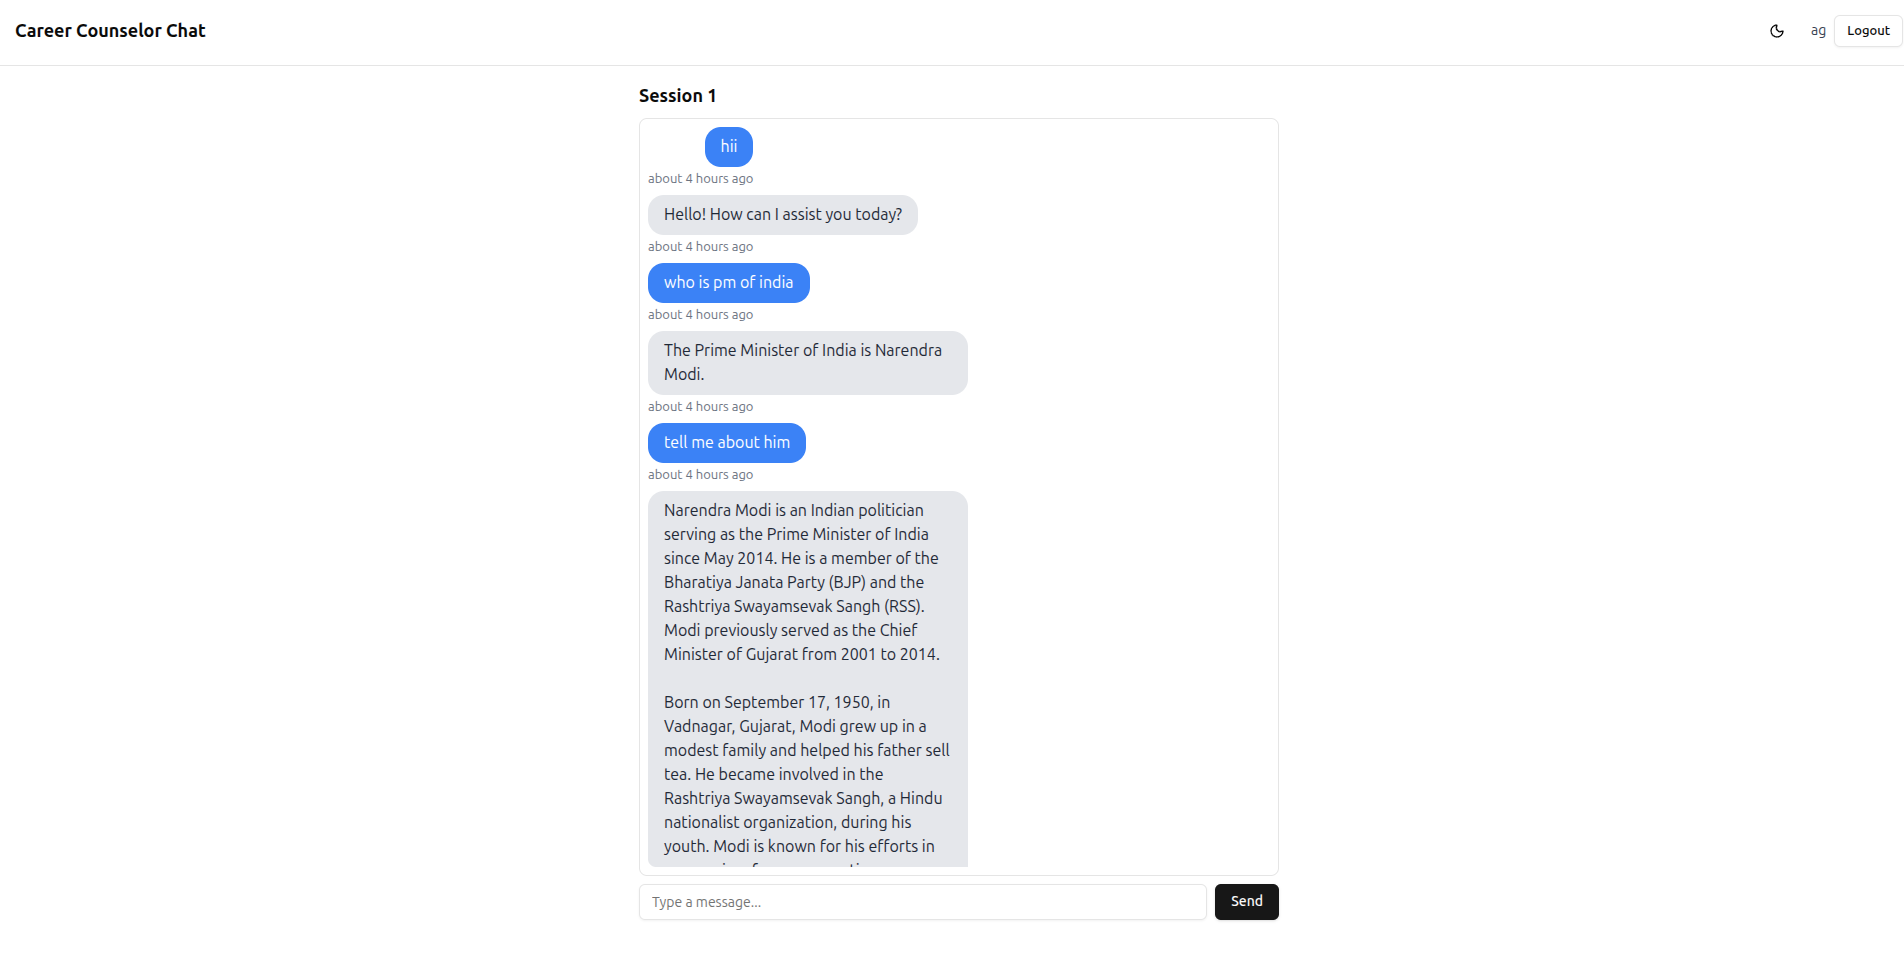 Career Counselor Chat
ag
Logout
Session 1
hii
about 4 hours ago
Hello! How can I assist you today?
about 4 hours ago
who is pm of india
about 4 hours ago
The Prime Minister of India is Narendra
Modi.
about 4 hours ago
tell me about him
about 4 hours ago
Narendra Modi is an Indian politician
serving as the Prime Minister of India
since May 2014. He is a member of the
Bharatiya Janata Party (BJP) and the
Rashtriya Swayamsevak Sangh (RSS).
Modi previously served as the Chief
Minister of Gujarat from 2001 to 2014.
Born on September 17, 1950, in
Vadnagar, Gujarat, Modi grew up in a
modest family and helped his father sell
tea. He became involved in the
Rashtriya Swayamsevak Sangh, a Hindu
nationalist organization, during his
youth. Modi is known for his efforts in
Type a message...
Send